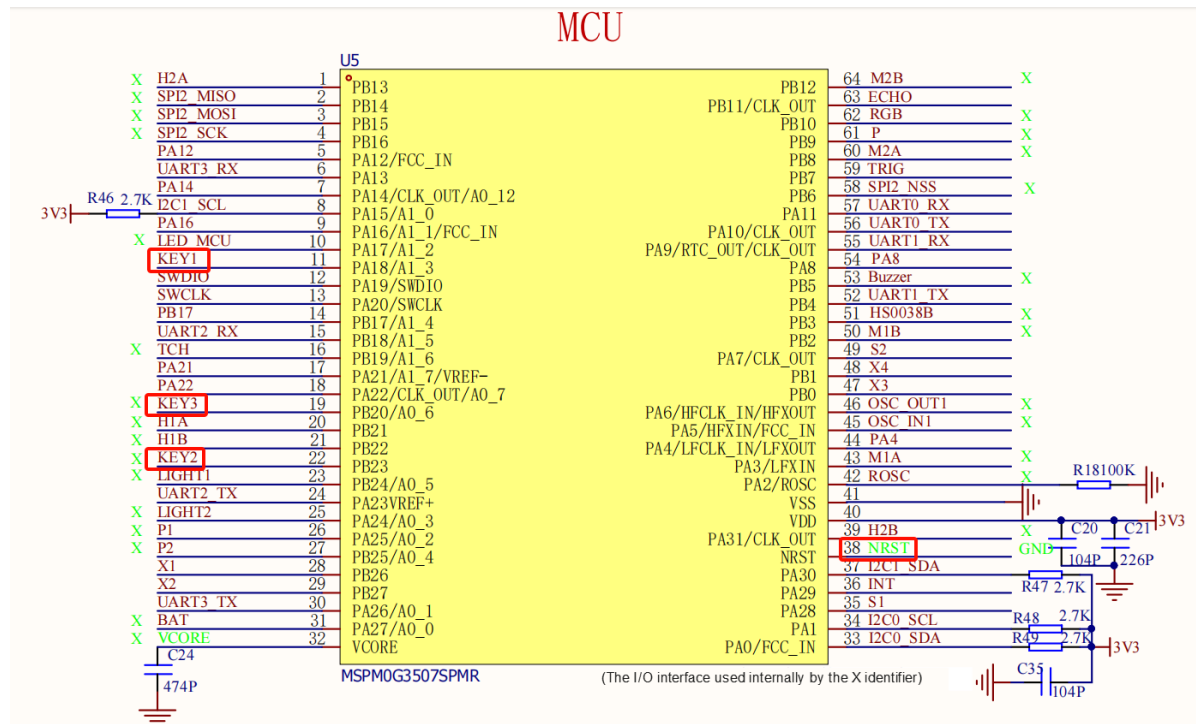 MCU
U5
X H2A 1 PB13
X SPI2_MISO 2 PB14
X SPI2_MOSI 3 PB15
X SPI2_SCK 4 PB16
PA12 5 PA12/FCC_IN
UART3_RX 6 PA13
PA14 7 PA14/CLK_OUT/A0_12
3V3 R46 2.7K I2C1_SCL 8 PA15/A1_0
PA16 9 PA16/A1_1/FCC_IN
X LED_MCU 10 PA17/A1_2
KEY1 11 PA18/A1_3
SWDIO 12 PA19/SWDIO
SWCLK 13 PA20/SWCLK
PB17 14 PB17/A1_4
UART2_RX 15 PB18/A1_5
X TCH 16 PB19/A1_6
PA21 17 PA21/A1_7/VREF-
PA22 18 PA22/CLK_OUT/A0_7
X KEY3 19 PB20/A0_6
X H1A 20 PB21
X H1B 21 PB22
X KEY2 22 PB23
X LIGHT1 23 PB24/A0_5
UART2_TX 24 PA23VREF+
X LIGHT2 25 PA24/A0_3
X P1 26 PA25/A0_2
X P2 27 PB25/A0_4
X1 28 PB26
X2 29 PB27
UART3_TX 30 PA26/A0_1
X BAT 31 PA27/A0_0
X VCORE 32 VCORE
C24
474P
PB12 64 M2B X
PB11/CLK_OUT 63 ECHO
PB10 62 RGB X
PB9 61 P X
PB8 60 M2A X
PB7 59 TRIG
PB6 58 SPI2_NSS X
PA11 57 UART0_RX
PA10/CLK_OUT 56 UART0_TX
PA9/RTC_OUT/CLK_OUT 55 UART1_RX
PA8 54 PA8
PB5 53 Buzzer X
PB4 52 UART1_TX
PB3 51 HS0038B X
PB2 50 M1B X
PA7/CLK_OUT 49 S2
PB1 48 X4
PB0 47 X3
PA6/HFCLK_IN/HFXOUT 46 OSC_OUT1 X
PA5/HFXIN/FCC_IN 45 OSC_IN1 X
PA4/LFCLK_IN/LFXOUT 44 PA4
PA3/LFXIN 43 M1A X
PA2/ROSC 42 ROSC X R18100K
VSS 41
VDD 40 3V3
PA31/CLK_OUT 39 H2B X C20 C21
NRST 38 NRST GND 104P 226P
PA30 37 I2C1_SDA R47 2.7K
PA29 36 INT
PA28 35 S1
PA1 34 I2C0_SCL R48 2.7K
PA0/FCC_IN 33 I2C0_SDA R49 2.7K 3V3
C35
104P
MSPM0G3507SPMR
(The I/O interface used internally by the X identifier)